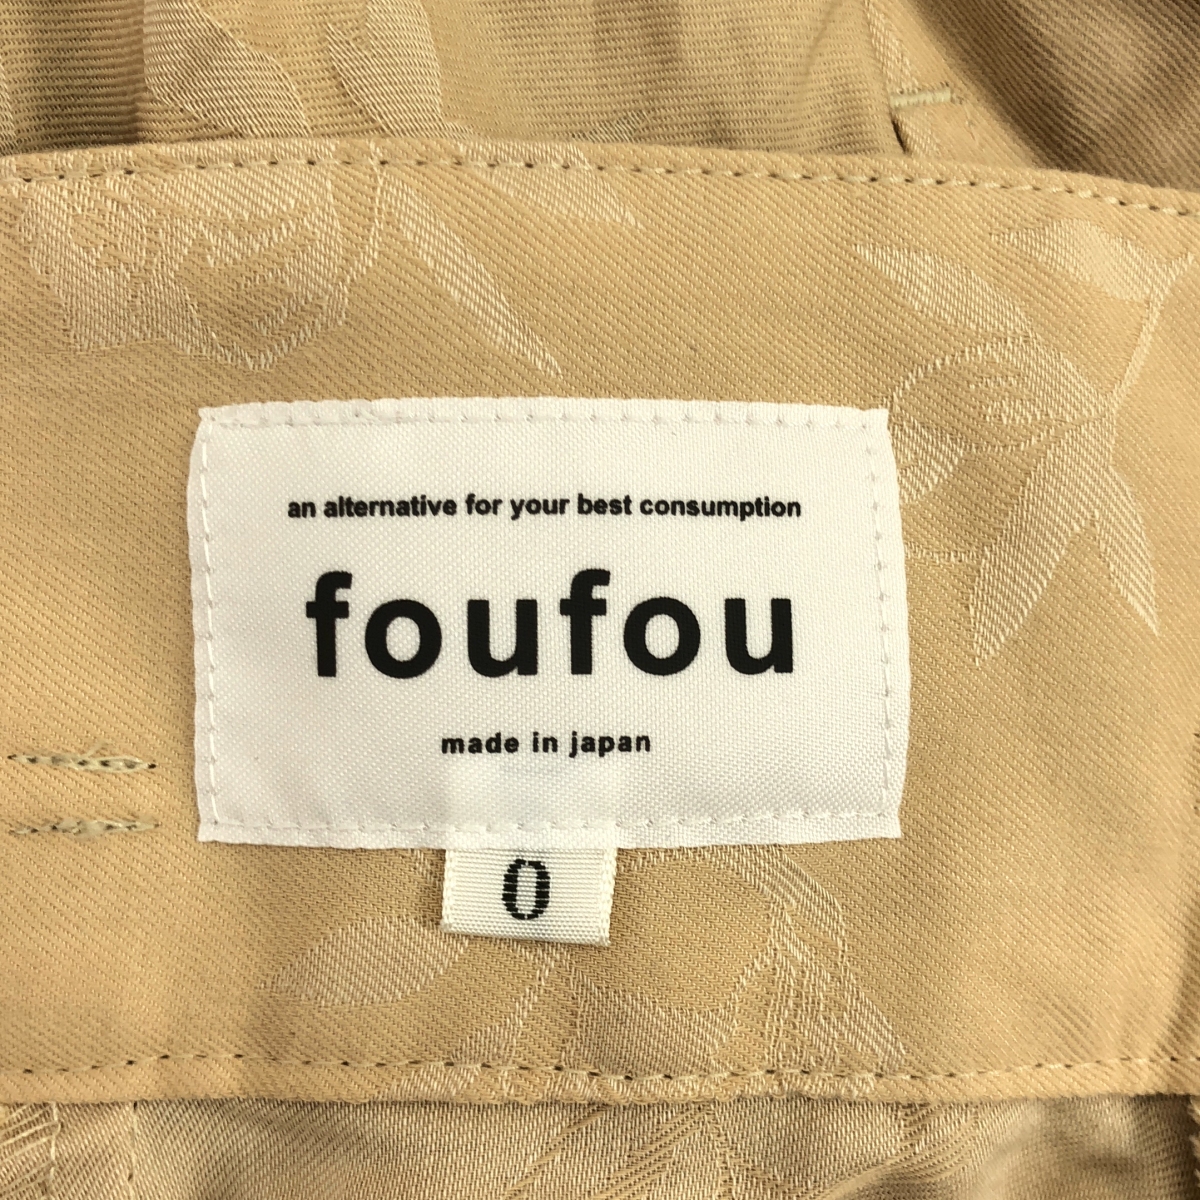 an alternative for your best consumption
foufou
made in japan
0